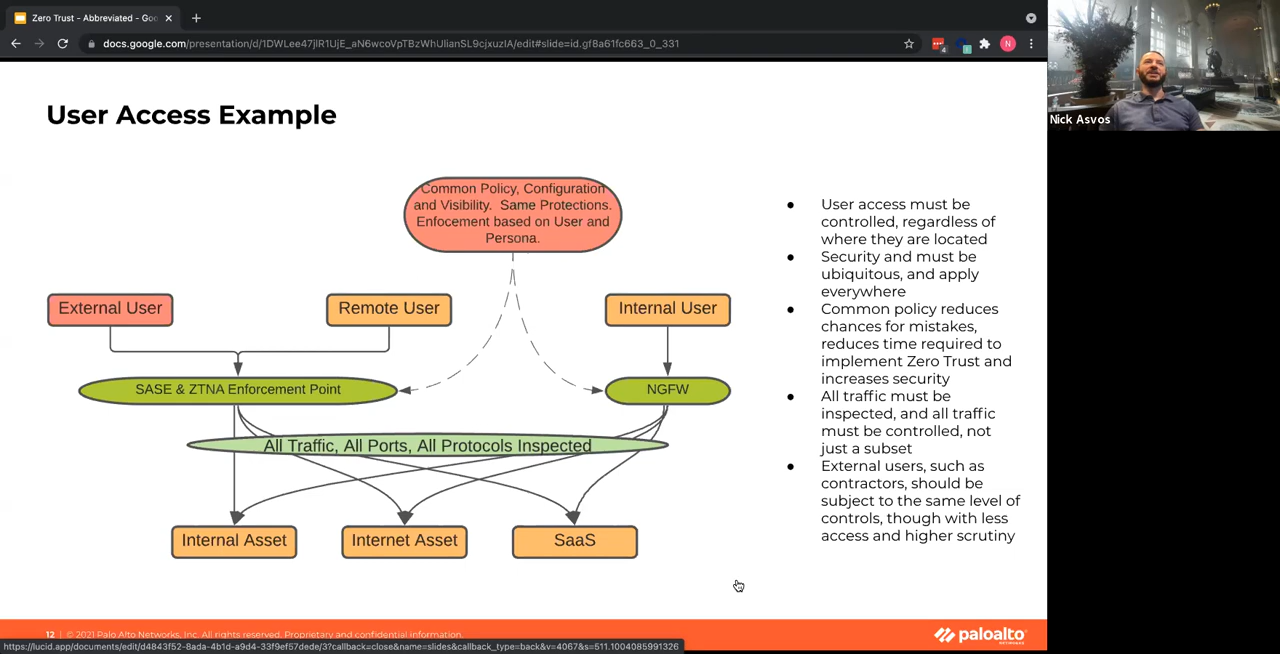 Zero Trust - Abbreviated - Goo
docs.google.com/presentation/d/1DWLee47jlR1UjE_aN6wcoVpTBzWhUlianSL9cjxuzIA/edit#slide=id.gf8a61fc663_0_331
4
1
N
Nick Asvos
User Access Example
Common Policy, Configuration
and Visibility. Same Protections.
Enfocement based on User and
Persona.
External User
Remote User
Internal User
SASE & ZTNA Enforcement Point
NGFW
All Traffic, All Ports, All Protocols Inspected
Internal Asset
Internet Asset
SaaS
● User access must be
controlled, regardless of
where they are located
● Security and must be
ubiquitous, and apply
everywhere
● Common policy reduces
chances for mistakes,
reduces time required to
implement Zero Trust and
increases security
● All traffic must be
inspected, and all traffic
must be controlled, not
just a subset
● External users, such as
contractors, should be
subject to the same level of
controls, though with less
access and higher scrutiny
12 | © 2021 Palo Alto Networks, Inc. All rights reserved. Proprietary and confidential information.
paloalto
NETWORKS
https://lucid.app/documents/edit/d4843f52-8ada-4b1d-a9d4-33f9ef57dede/3?callback=close&name=slides&callback_type=back&v=4067&s=511.1004085991326